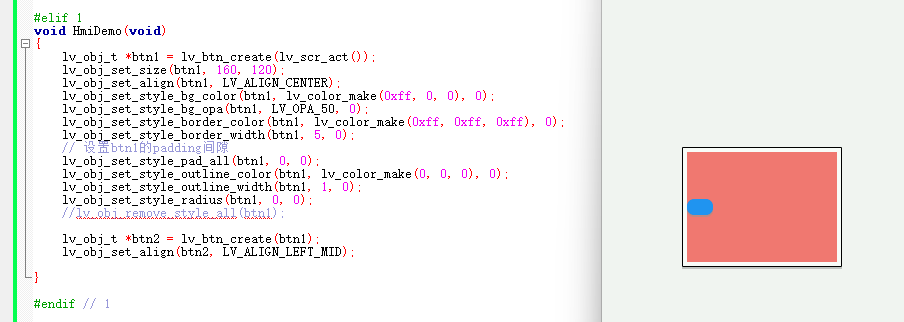 #elif 1
void HmiDemo(void)
{
lv_obj_t *btn1 = lv_btn_create(lv_scr_act());
lv_obj_set_size(btn1, 160, 120);
lv_obj_set_align(btn1, LV_ALIGN_CENTER);
lv_obj_set_style_bg_color(btn1, lv_color_make(0xff, 0, 0), 0);
lv_obj_set_style_bg_opa(btn1, LV_OPA_50, 0);
lv_obj_set_style_border_color(btn1, lv_color_make(0xff, 0xff, 0xff), 0);
lv_obj_set_style_border_width(btn1, 5, 0);
// 设置btn1的padding间隙
lv_obj_set_style_pad_all(btn1, 0, 0);
lv_obj_set_style_outline_color(btn1, lv_color_make(0, 0, 0), 0);
lv_obj_set_style_outline_width(btn1, 1, 0);
lv_obj_set_style_radius(btn1, 0, 0);
//lv_obj_remove_style_all(btn1);
lv_obj_t *btn2 = lv_btn_create(btn1);
lv_obj_set_align(btn2, LV_ALIGN_LEFT_MID);
}
#endif // 1